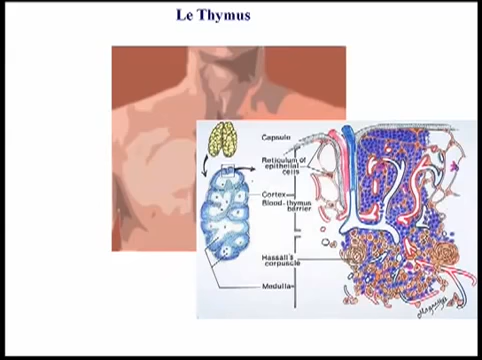 Le Thymus
Capsule
Reticulum of
epithelial
cells
Cortex
Blood-thymus
barrier
Hassall's
corpuscle
Medulla